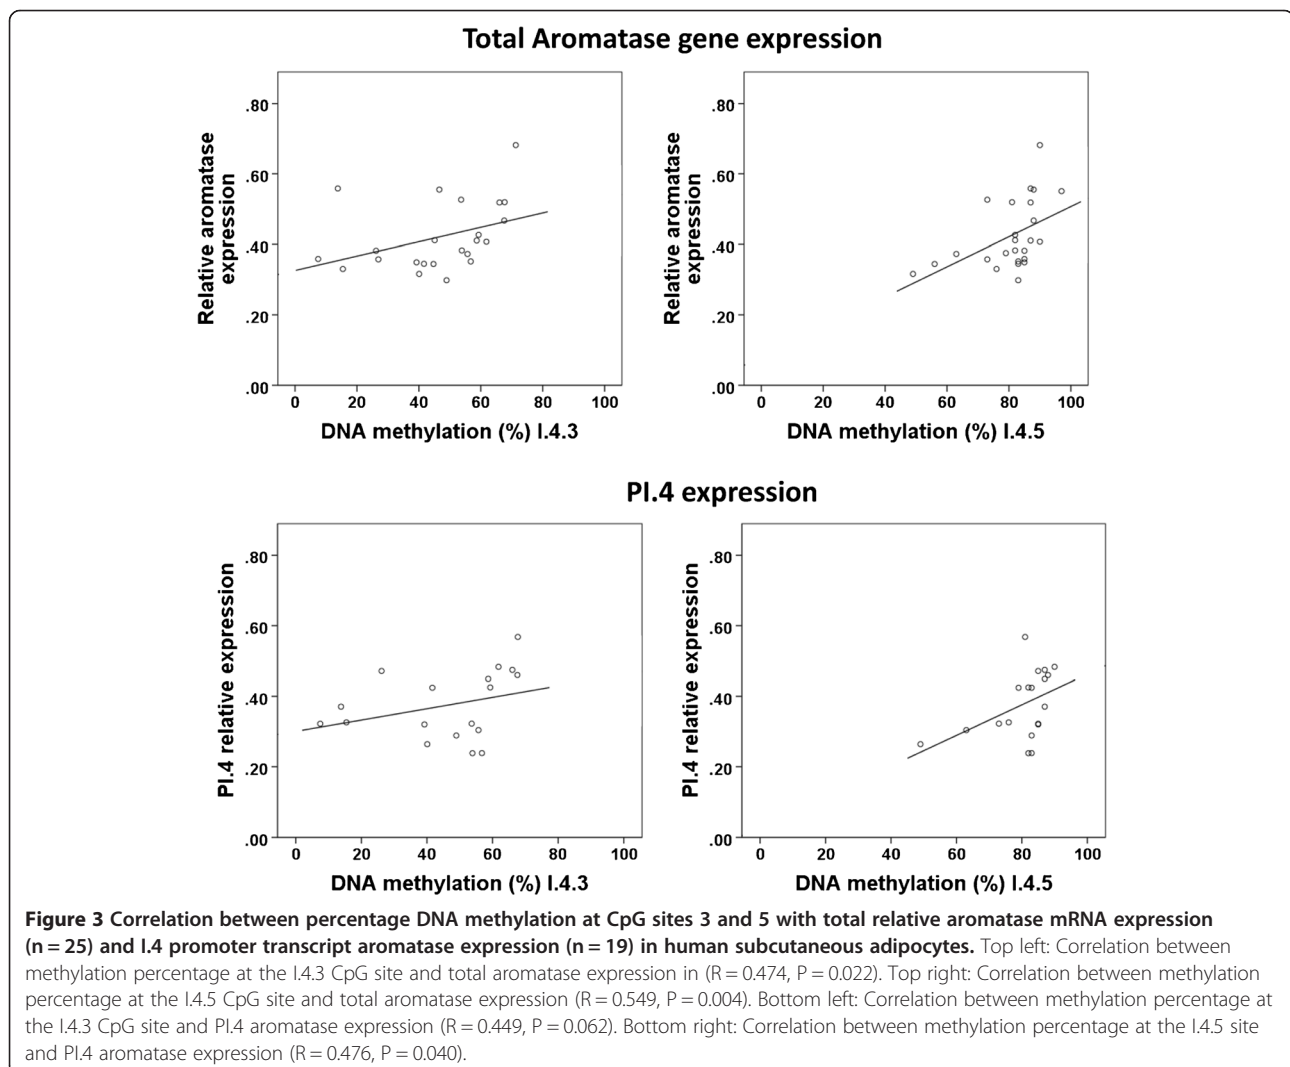 Total Aromatase gene expression
Relative aromatase
expression
.80
.60
.40
.20
.00
0 20 40 60 80 100
DNA methylation (%) I.4.3
Relative aromatase
expression
.80
.60
.40
.20
.00
0 20 40 60 80 100
DNA methylation (%) I.4.5
PI.4 expression
PI.4 relative expression
.80
.60
.40
.20
.00
0 20 40 60 80 100
DNA methylation (%) I.4.3
PI.4 relative expression
.80
.60
.40
.20
.00
0 20 40 60 80 100
DNA methylation (%) I.4.5
Figure 3 Correlation between percentage DNA methylation at CpG sites 3 and 5 with total relative aromatase mRNA expression
(n = 25) and I.4 promoter transcript aromatase expression (n = 19) in human subcutaneous adipocytes. Top left: Correlation between
methylation percentage at the I.4.3 CpG site and total aromatase expression in (R = 0.474, P = 0.022). Top right: Correlation between methylation
percentage at the I.4.5 CpG site and total aromatase expression (R = 0.549, P = 0.004). Bottom left: Correlation between methylation percentage at
the I.4.3 CpG site and PI.4 aromatase expression (R = 0.449, P = 0.062). Bottom right: Correlation between methylation percentage at the I.4.5 site
and PI.4 aromatase expression (R = 0.476, P = 0.040).